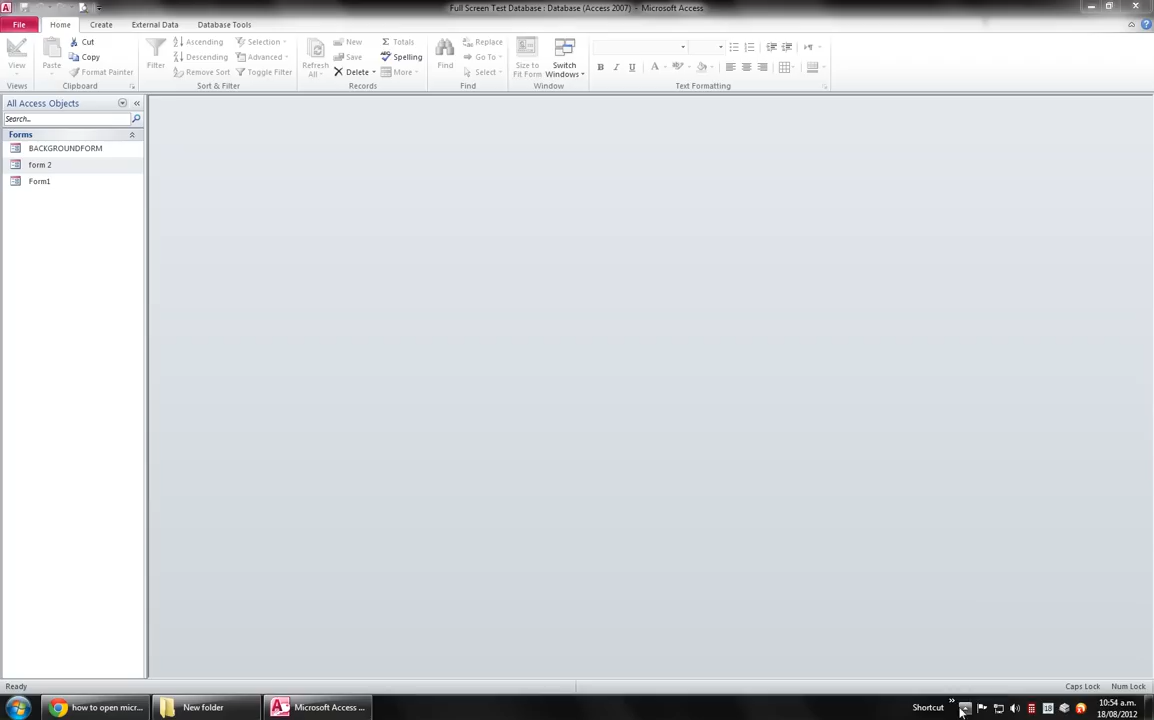 Full Screen Test Database : Database (Access 2007) - Microsoft Access
File Home Create External Data Database Tools
View
Views
Paste
Cut
Copy
Format Painter
Clipboard
Filter
Ascending
Descending
Remove Sort
Selection
Advanced
Toggle Filter
Sort & Filter
Refresh
All
New
Save
Delete
Totals
Spelling
More
Records
Find
Replace
Go To
Select
Find
Size to
Fit Form
Switch
Windows
Window
B I U A
Text Formatting
All Access Objects
Search..
Forms
BACKGROUNDFORM
form 2
Form1
Ready
Caps Lock Num Lock
how to open micr...
New folder
Microsoft Access ...
Shortcut
18
10:54 a.m.
18/08/2012